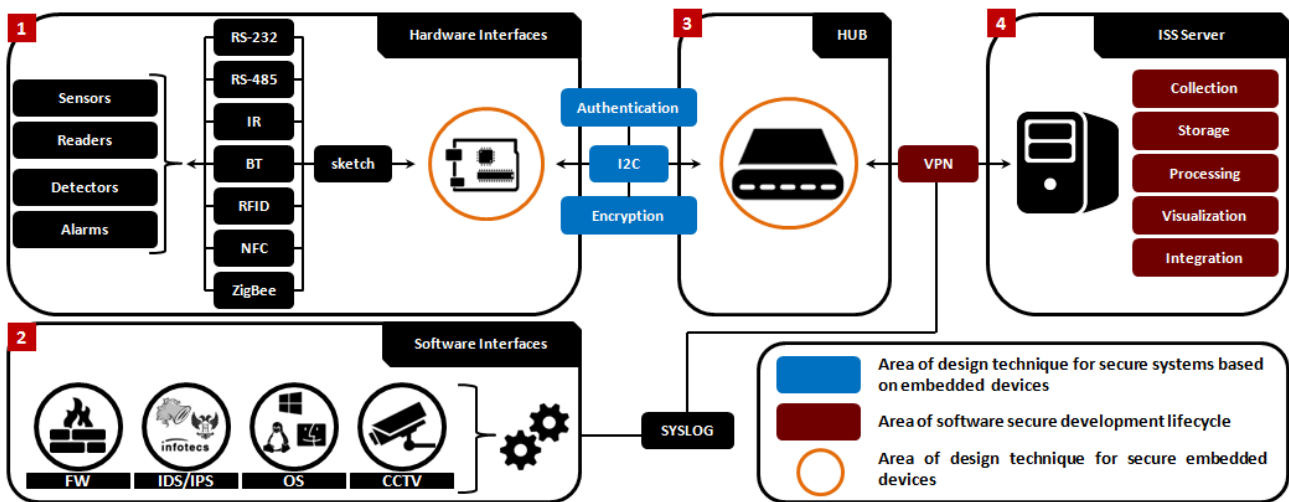 1
Hardware Interfaces
Sensors
Readers
Detectors
Alarms
RS-232
RS-485
IR
BT
RFID
NFC
ZigBee
sketch
Authentication
I2C
Encryption
3
HUB
VPN
4
ISS Server
Collection
Storage
Processing
Visualization
Integration
2
Software Interfaces
infotecs
FW
IDS/IPS
OS
CCTV
SYSLOG
Area of design technique for secure systems based
on embedded devices
Area of software secure development lifecycle
Area of design technique for secure embedded
devices